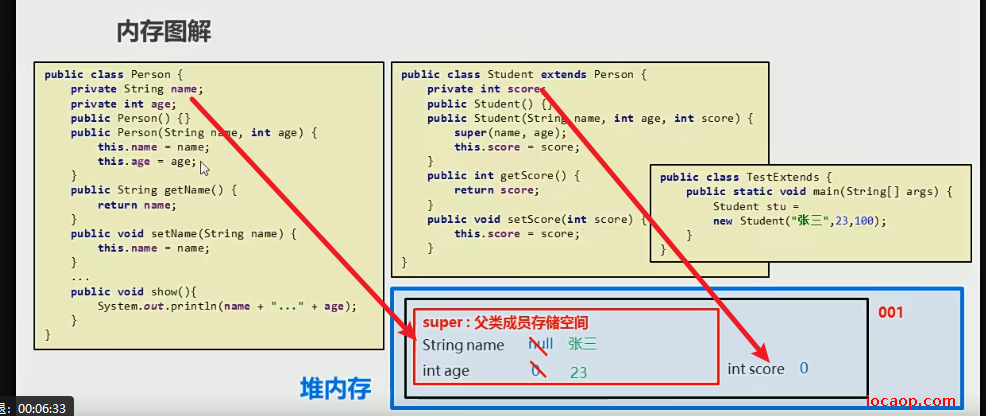 内存图解
public class Person {
private String name;
private int age;
public Person() {}
public Person(String name, int age) {
this.name = name;
this.age = age;
}
public String getName() {
return name;
}
public void setName(String name) {
this.name = name;
}
...
public void show(){
System.out.println(name + "..." + age);
}
}
public class Student extends Person {
private int score;
public Student() {}
public Student(String name, int age, int score) {
super(name, age);
this.score = score;
}
public int getScore() {
return score;
}
public void setScore(int score) {
this.score = score;
}
}
public class TestExtends {
public static void main(String[] args) {
Student stu =
new Student("张三",23,100);
}
}
001
super : 父类成员存储空间
String name null 张三
int age 0 23
int score 0
堆内存
退: 00:06:33
locaop.com